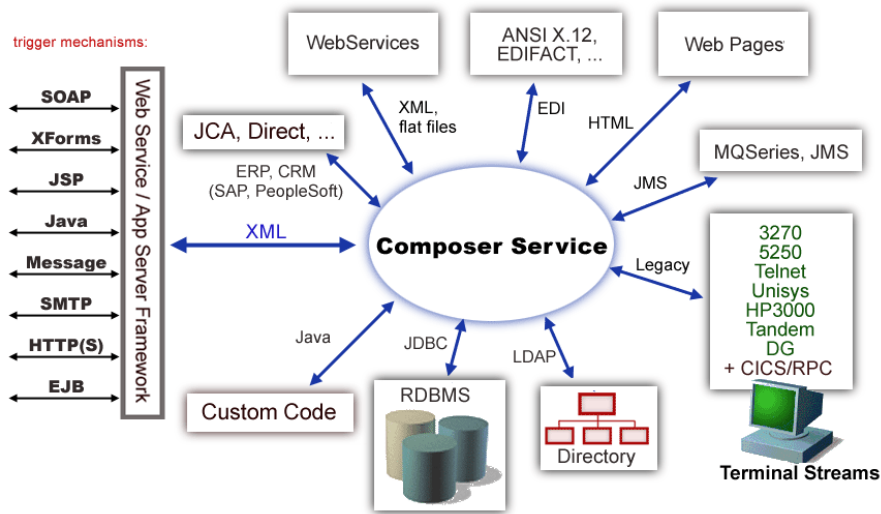 trigger mechanisms:
SOAP
XForms
JSP
Java
Message
SMTP
HTTP(S)
EJB
Web Service / App Server Framework
XML
JCA, Direct, ...
ERP, CRM
(SAP, PeopleSoft)
WebServices
XML,
flat files
ANSI X.12,
EDIFACT, ...
EDI
Web Pages
HTML
MQSeries, JMS
JMS
Composer Service
Legacy
3270
5250
Telnet
Unisys
HP3000
Tandem
DG
+ CICS/RPC
Terminal Streams
Java
Custom Code
JDBC
RDBMS
LDAP
Directory